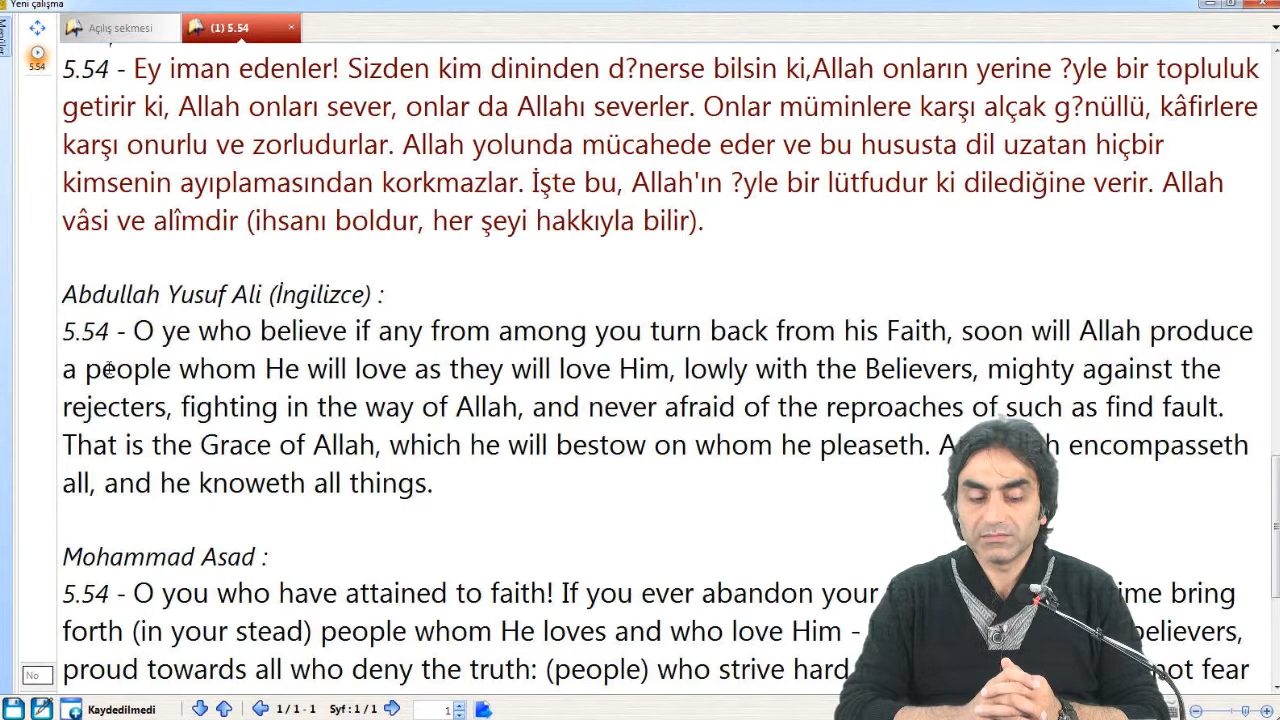 Yeni çalışma
Açılış sekmesi
(1) 5.54
Menüler
5.54
5.54 - Ey iman edenler! Sizden kim dininden d?nerse bilsin ki,Allah onların yerine ?yle bir topluluk
getirir ki, Allah onları sever, onlar da Allahı severler. Onlar müminlere karşı alçak g?nüllü, kâfirlere
karşı onurlu ve zorludurlar. Allah yolunda mücahede eder ve bu hususta dil uzatan hiçbir
kimsenin ayıplamasından korkmazlar. İşte bu, Allah'ın ?yle bir lütfudur ki dilediğine verir. Allah
vâsi ve alîmdir (ihsanı boldur, her şeyi hakkıyla bilir).
Abdullah Yusuf Ali (İngilizce) :
5.54 - O ye who believe if any from among you turn back from his Faith, soon will Allah produce
a people whom He will love as they will love Him, lowly with the Believers, mighty against the
rejecters, fighting in the way of Allah, and never afraid of the reproaches of such as find fault.
That is the Grace of Allah, which he will bestow on whom he pleaseth. encompasseth
all, and he knoweth all things.
Mohammad Asad :
5.54 - O you who have attained to faith! If you ever abandon your bring
forth (in your stead) people whom He loves and who love Him - believers,
proud towards all who deny the truth: (people) who strive hard not fear
No
Kaydedilmedi
1 / 1 - 1
Syf : 1 / 1
1